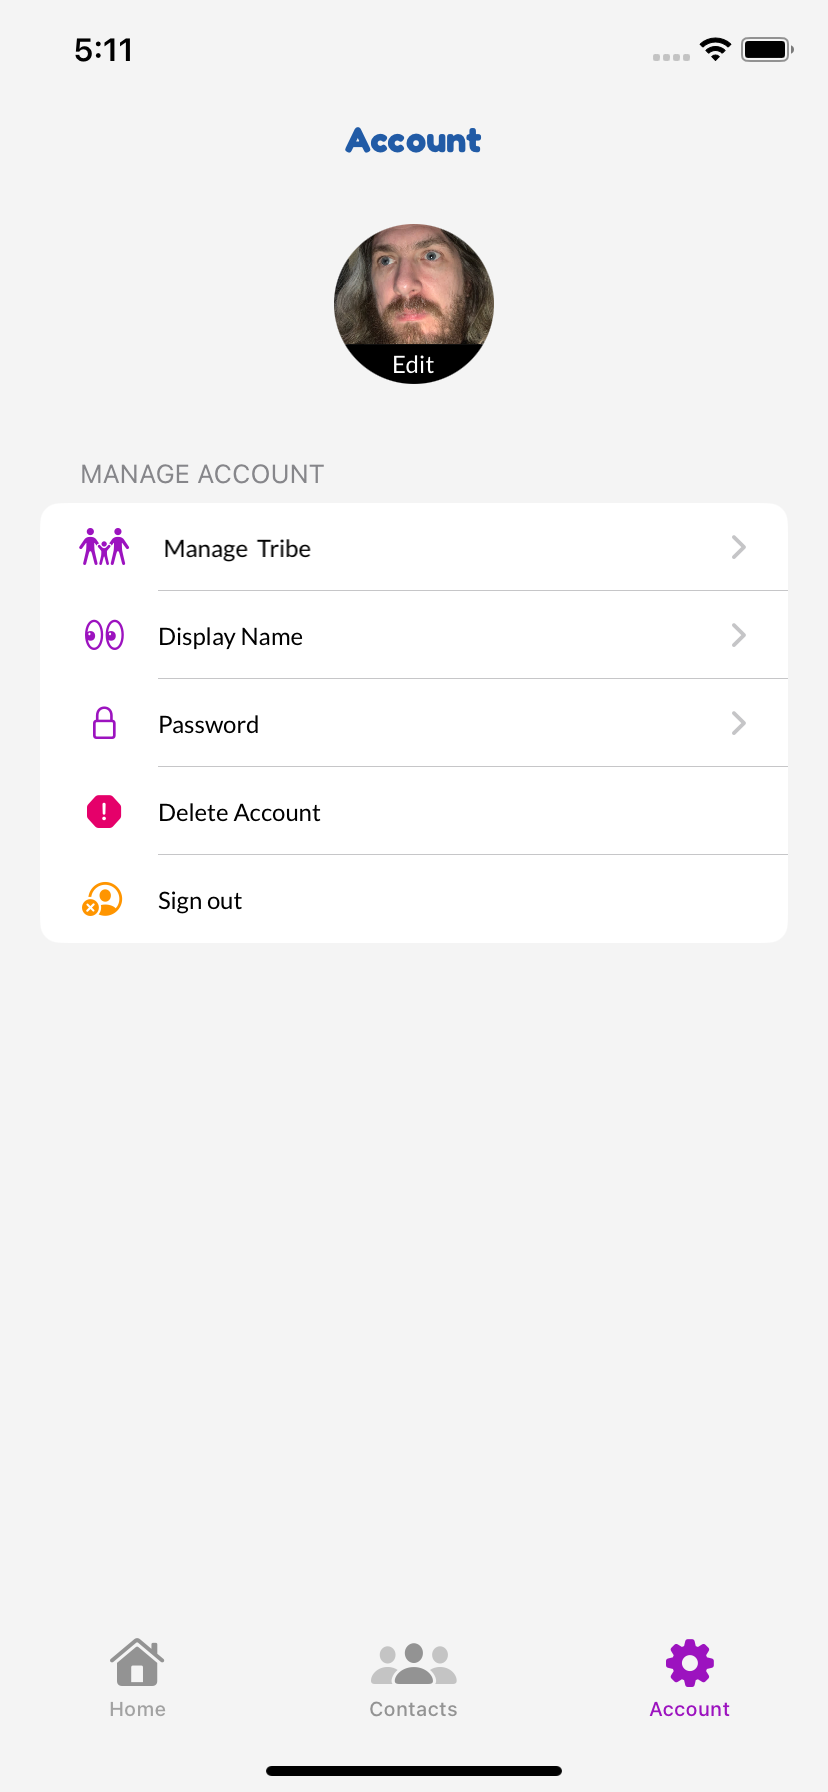 5:11
Account
Edit
MANAGE ACCOUNT
Manage Tribe
Display Name
Password
Delete Account
Sign out
Home
Contacts
Account